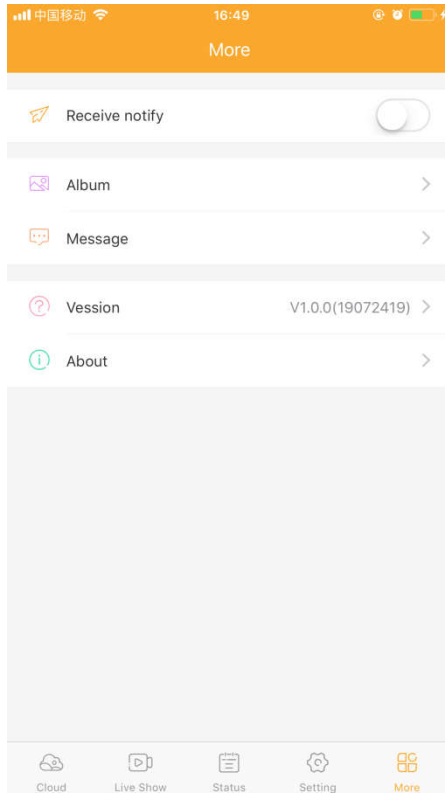 中国移动 16:49
More
Receive notify
Album
Message
Vession V1.0.0(19072419)
About
Cloud Live Show Status Setting More